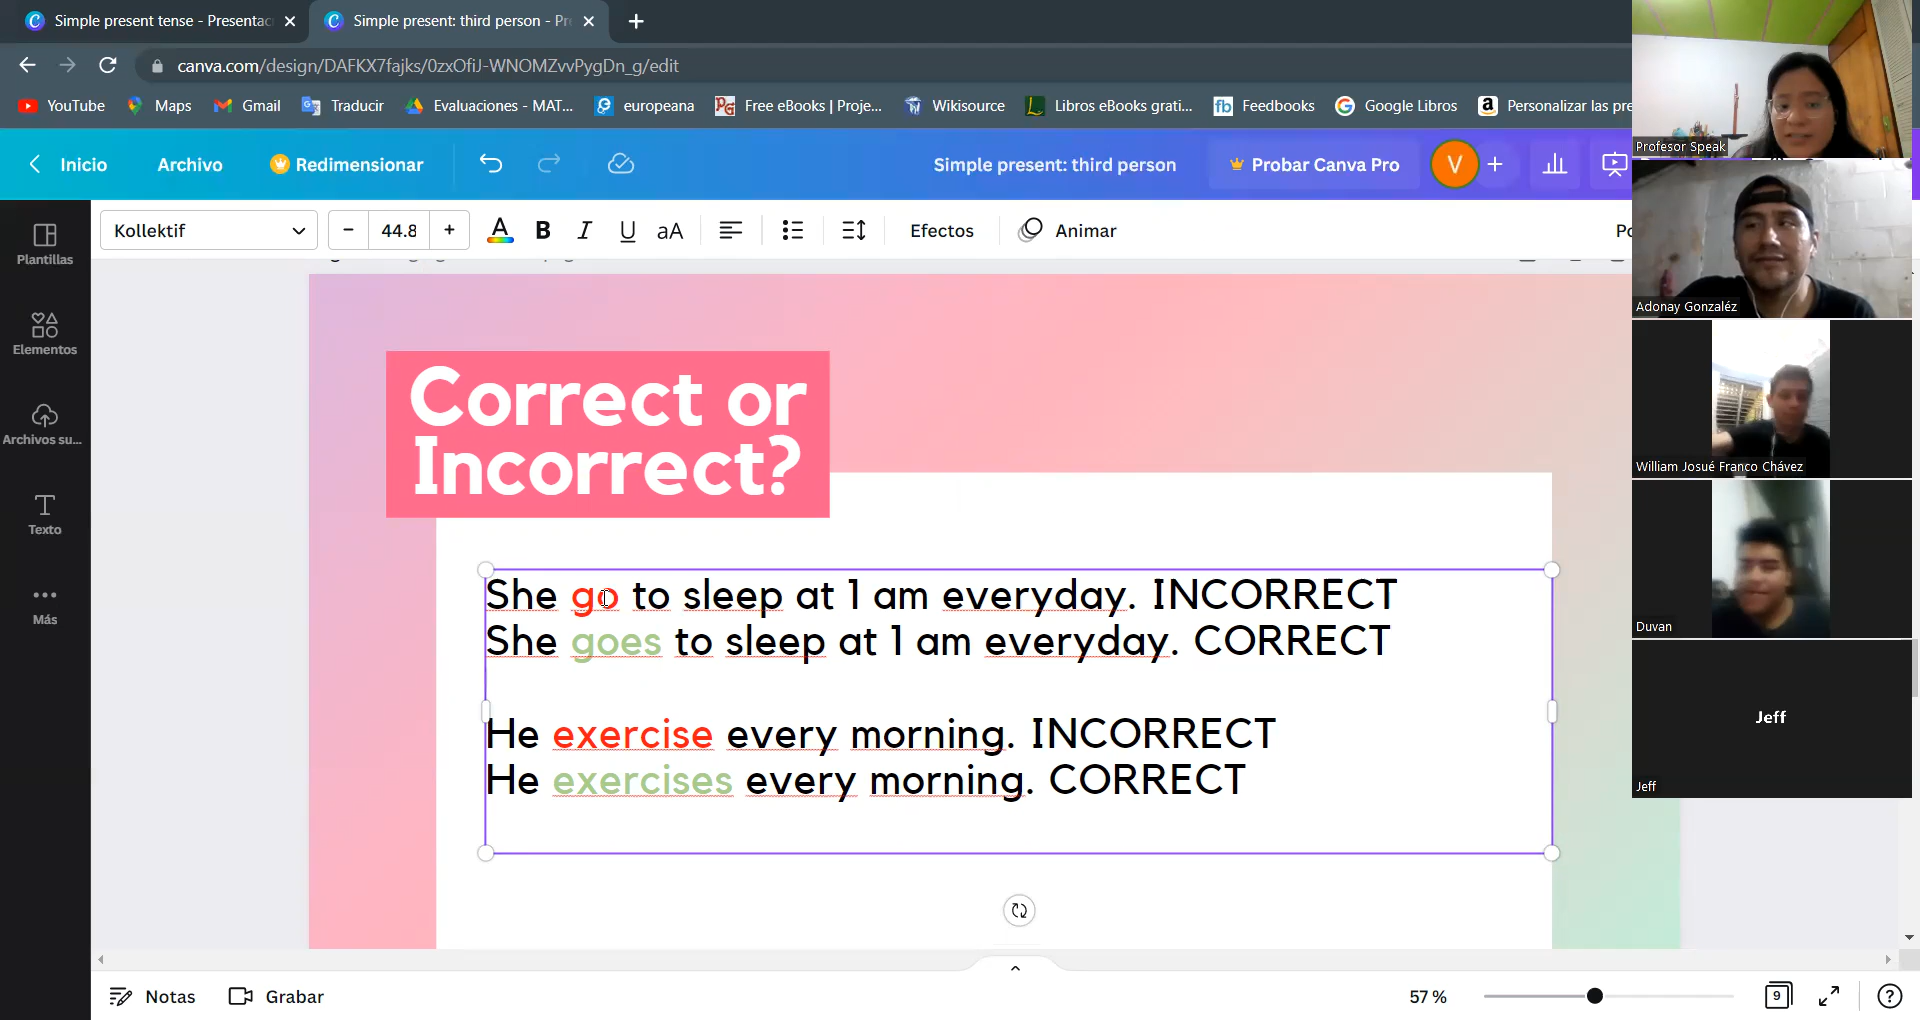 Simple present tense - Presentac
Simple present: third person - Pr
canva.com/design/DAFKX7fajks/0zxOfiJ-WNOMZvvPygDn_g/edit
YouTube
Maps
Gmail
Traducir
Evaluaciones - MAT...
europeana
Free eBooks | Proje...
Wikisource
Libros eBooks grati...
Feedbooks
Google Libros
Personalizar las pre
Inicio
Archivo
Redimensionar
Simple present: third person
Probar Canva Pro
V
Kollektif
44.8
B I U aA
Efectos
Animar
Po
Plantillas
Elementos
Archivos su...
Texto
Más
Correct or
Incorrect?
She go to sleep at 1 am everyday. INCORRECT
She goes to sleep at 1 am everyday. CORRECT
He exercise every morning. INCORRECT
He exercises every morning. CORRECT
Notas
Grabar
57 %
9
Profesor Speak
Adonay Gonzaléz
William Josué Franco Chávez
Duvan
Jeff
Jeff